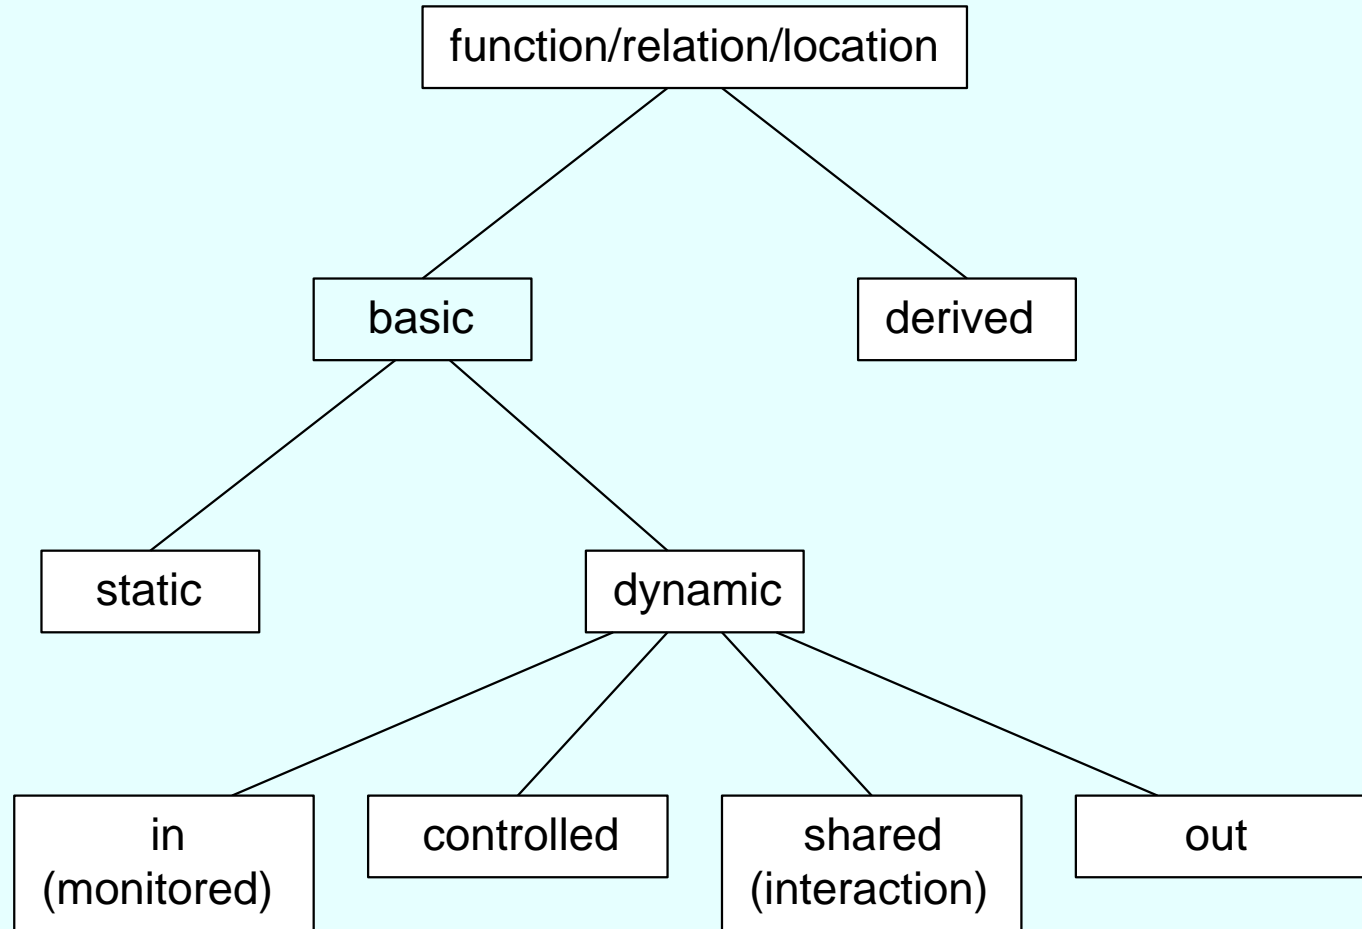 function/relation/location
basic
derived
static
dynamic
in
(monitored)
controlled
shared
(interaction)
out